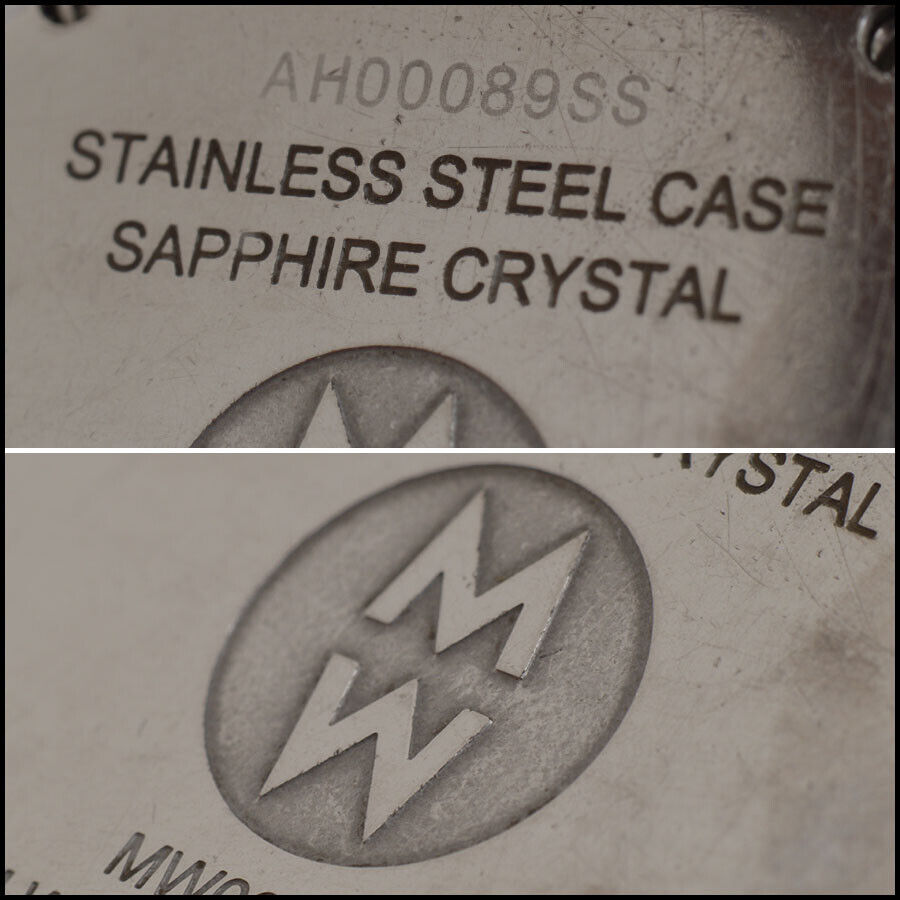 AH00089SS
STAINLESS STEEL CASE
SAPPHIRE CRYSTAL
M
W